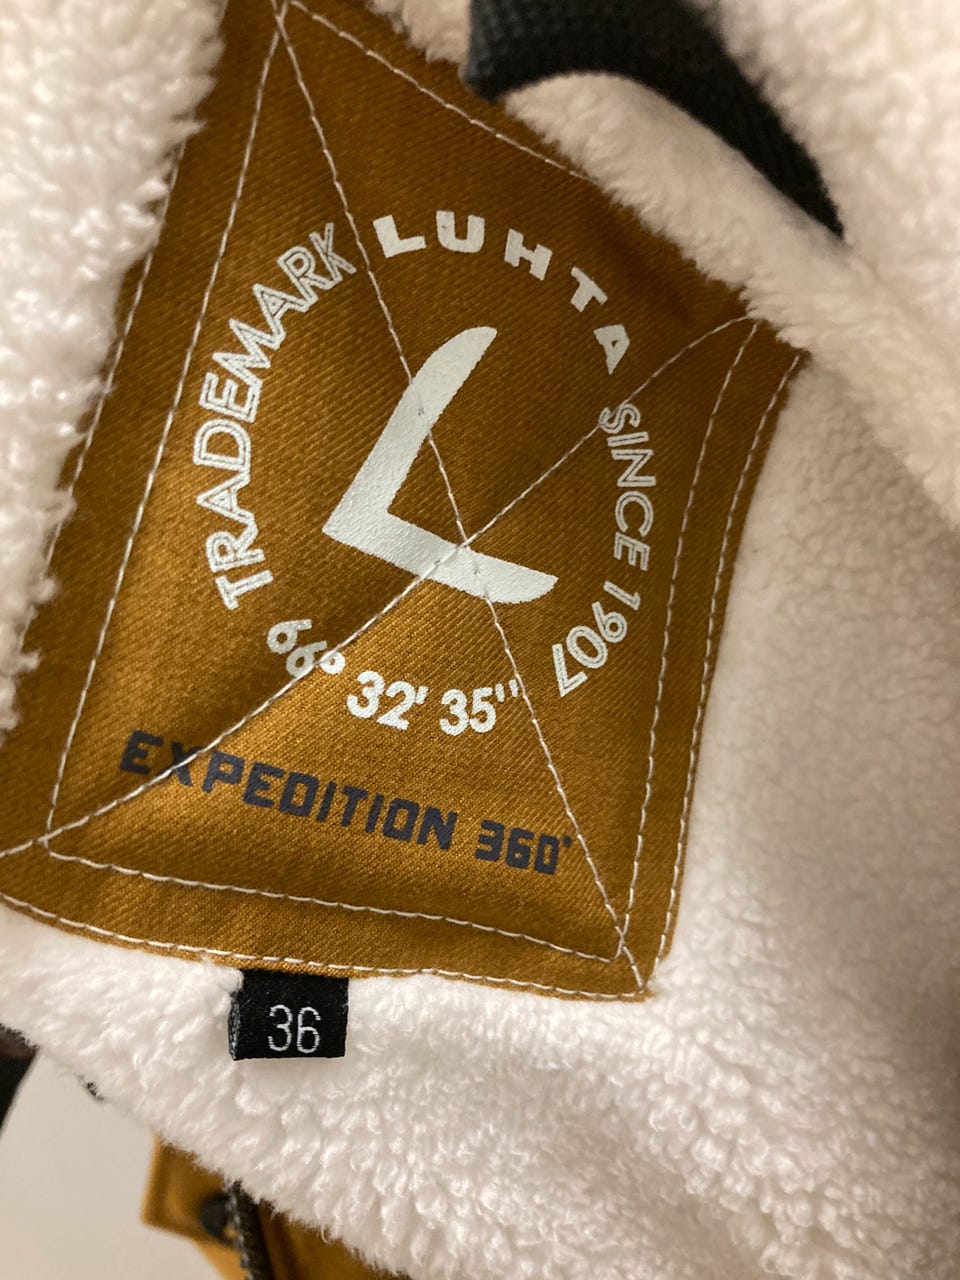 TRADEMARK LUHTA SINCE 1907
66° 32' 35''
EXPEDITION 360°
36